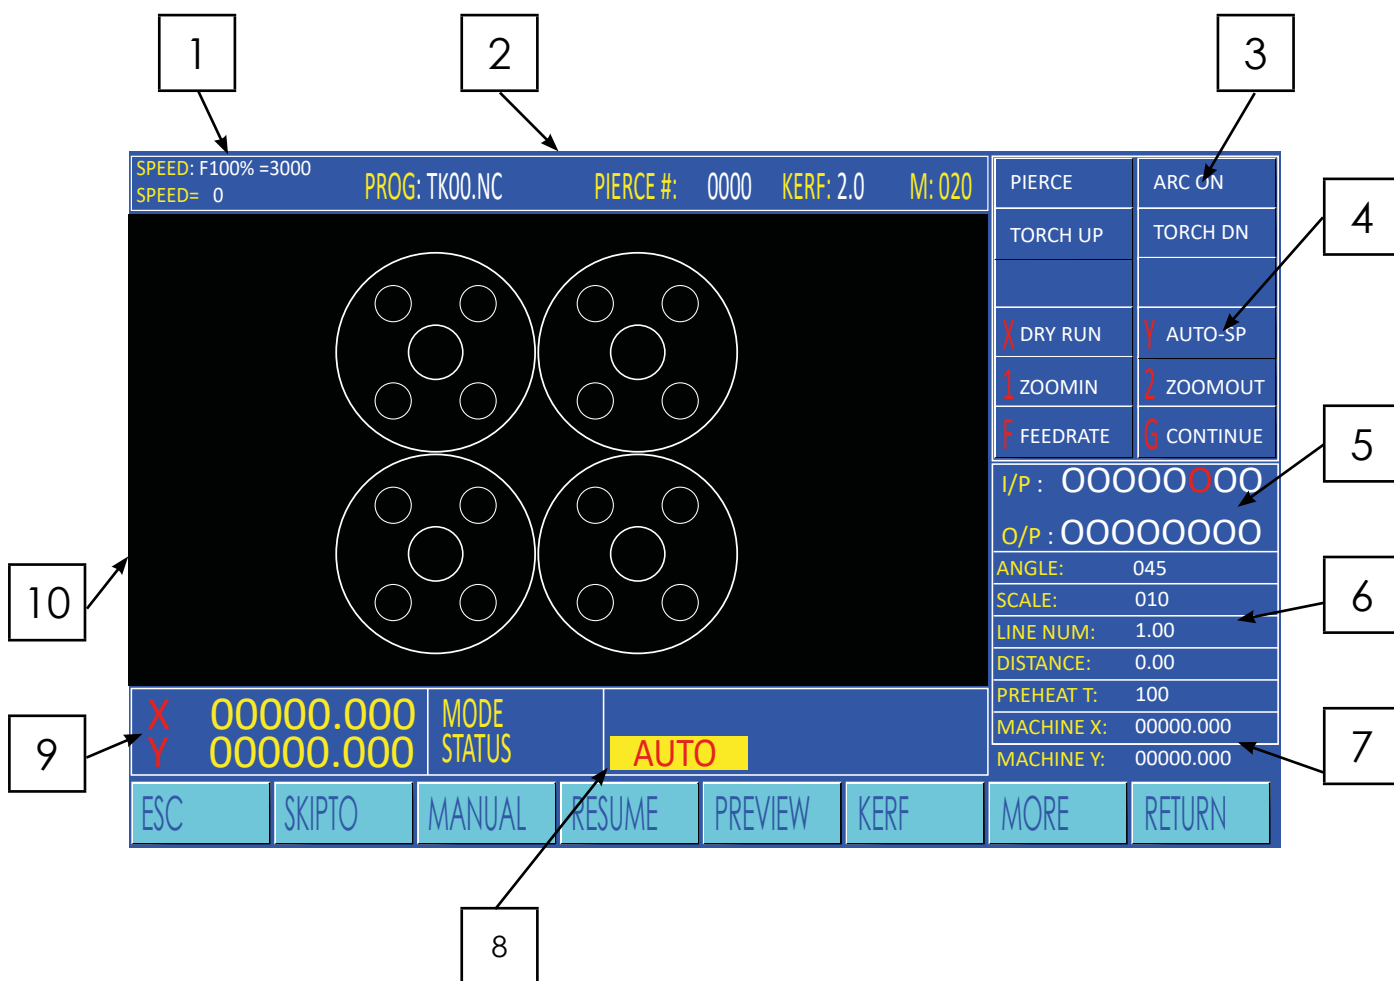 1
2
3
SPEED: F100% =3000
SPEED= 0
PROG: TK00.NC
PIERCE #: 0000
KERF: 2.0
M: 020
PIERCE
ARC ON
4
TORCH UP
TORCH DN
X DRY RUN
Y AUTO-SP
1 ZOOMIN
2 ZOOMOUT
F FEEDRATE
G CONTINUE
5
I/P : OOOOOOOO
O/P : OOOOOOOO
ANGLE: 045
SCALE: 010
6
LINE NUM: 1.00
DISTANCE: 0.00
PREHEAT T: 100
MACHINE X: 00000.000
MACHINE Y: 00000.000
7
10
9
X 00000.000
Y 00000.000
MODE
STATUS
AUTO
ESC
SKIPTO
MANUAL
RESUME
PREVIEW
KERF
MORE
RETURN
8